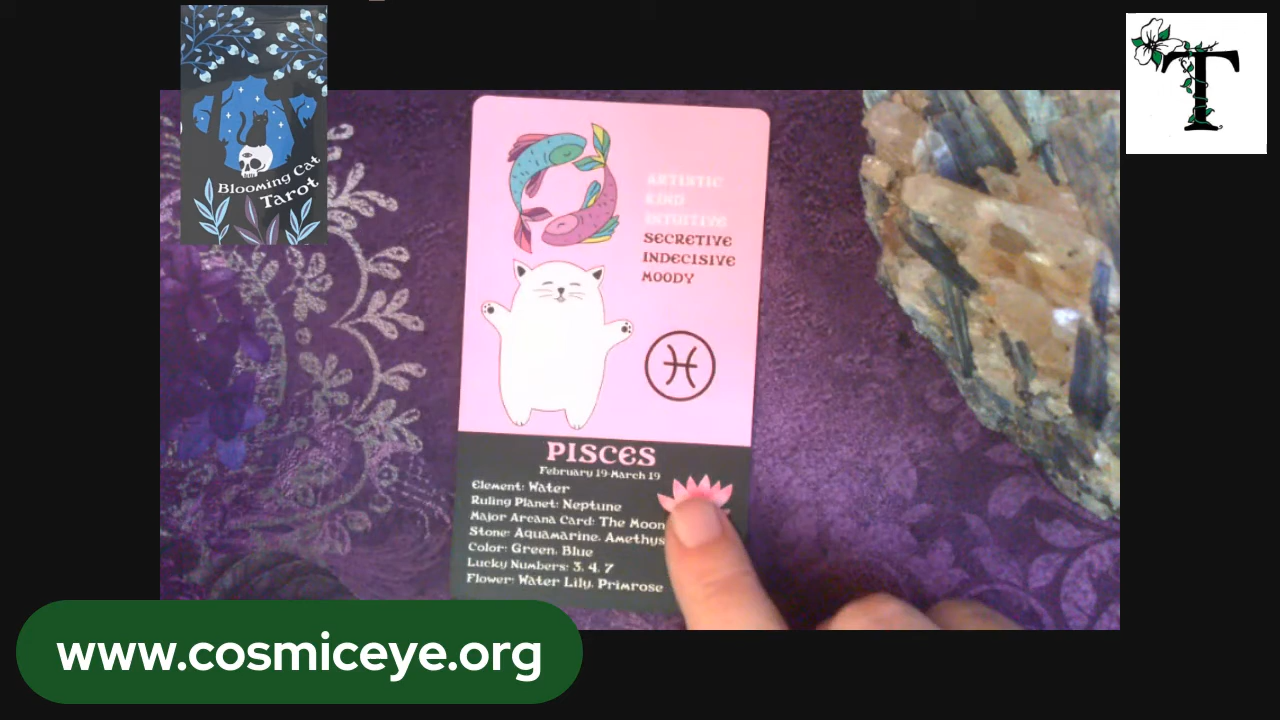 Blooming Cat
Tarot
T
ARTISTIC
KIND
INTUITIVE
SECRETIVE
INDECISIVE
MOODY
PISCES
February 19-March 19
Element: Water
Ruling Planet: Neptune
Major Arcana Card: The Moon
Stone: Aquamarine, Amethys
Color: Green, Blue
Lucky Numbers: 3, 4, 7
Flower: Water Lily, Primrose
www.cosmiceye.org